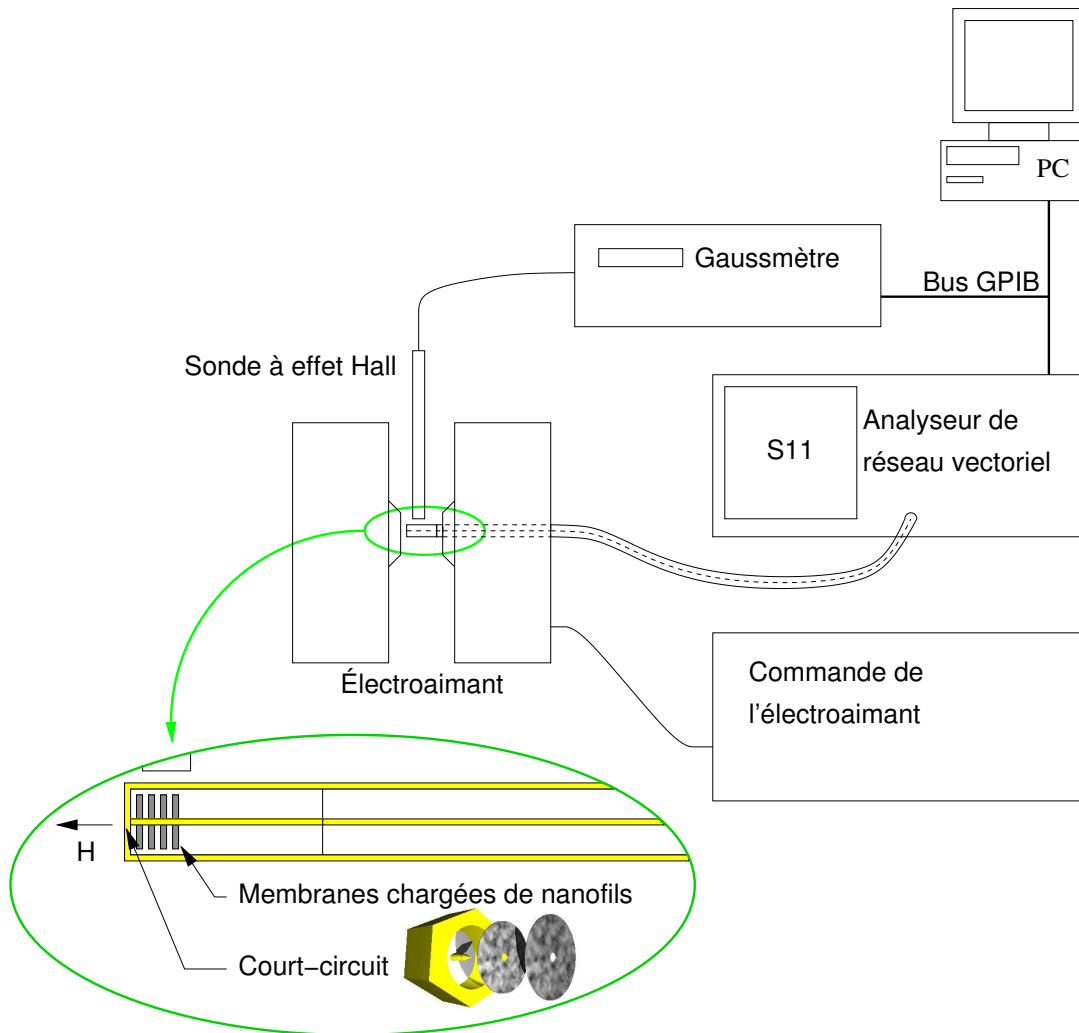 PC
Gaussmètre
Bus GPIB
Sonde à effet Hall
S11
Analyseur de
réseau vectoriel
Électroaimant
Commande de
l'électroaimant
H
Membranes chargées de nanofils
Court−circuit